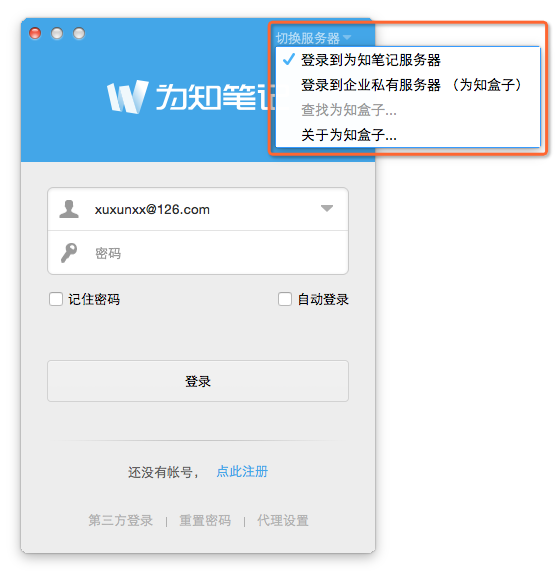 切换服务器
登录到为知笔记服务器
登录到企业私有服务器 （为知盒子）
查找为知盒子...
关于为知盒子...
为知笔
xuxunxx@126.com
密码
记住密码 自动登录
登录
还没有帐号， 点此注册
第三方登录 | 重置密码 | 代理设置